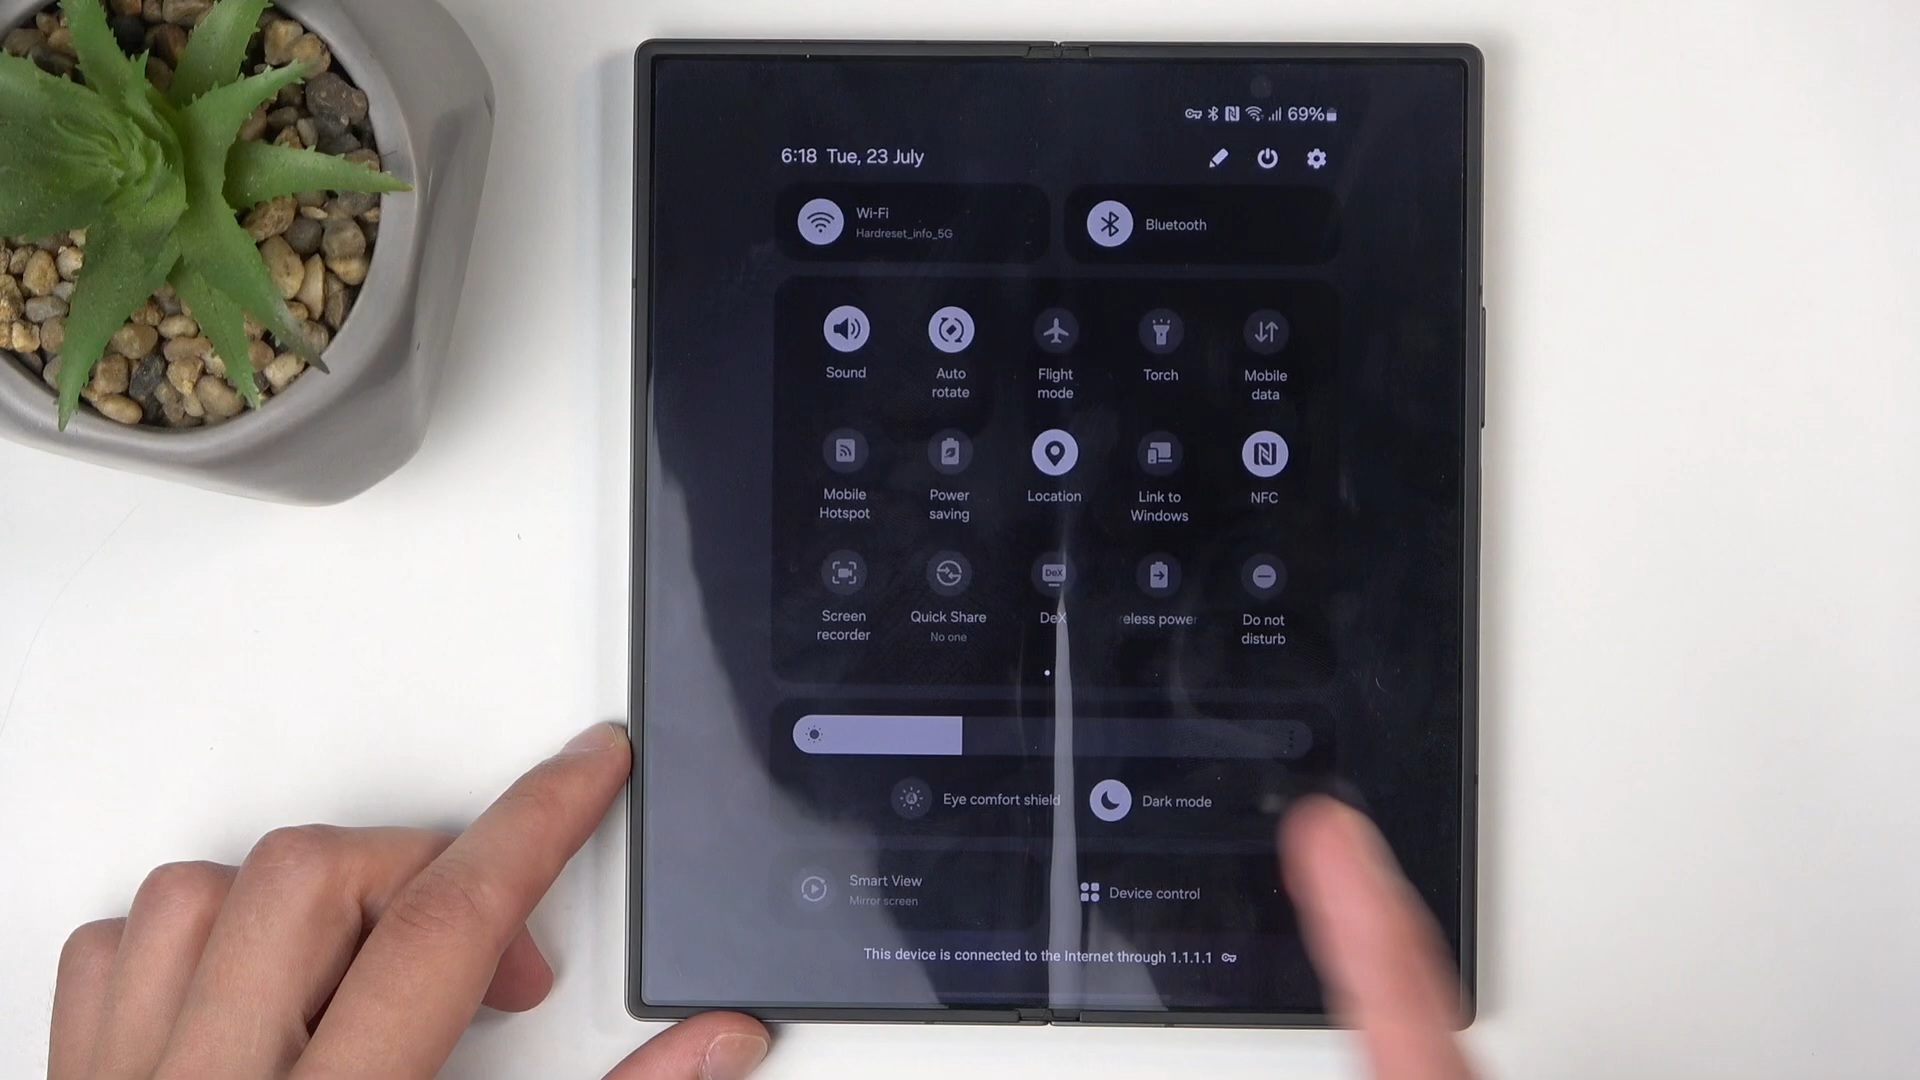 69%
6:18 Tue, 23 July
Wi-Fi
Hardreset_info_5G
Bluetooth
Sound
Auto
rotate
Flight
mode
Torch
Mobile
data
Mobile
Hotspot
Power
saving
Location
Link to
Windows
NFC
Screen
recorder
Quick Share
No one
DeX
DeX
eless power
Do not
disturb
Eye comfort shield
Dark mode
Smart View
Mirror screen
Device control
This device is connected to the Internet through 1.1.1.1